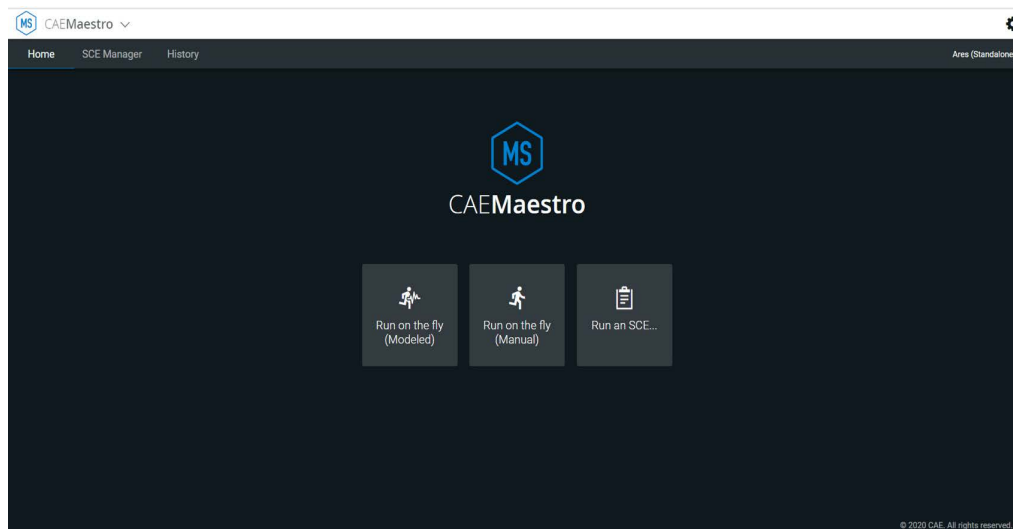 MS CAEMaestro
Home SCE Manager History Ares (Standalone
MS
CAEMaestro
Run on the fly
(Modeled)
Run on the fly
(Manual)
Run an SCE...
© 2020 CAE. All rights reserved.